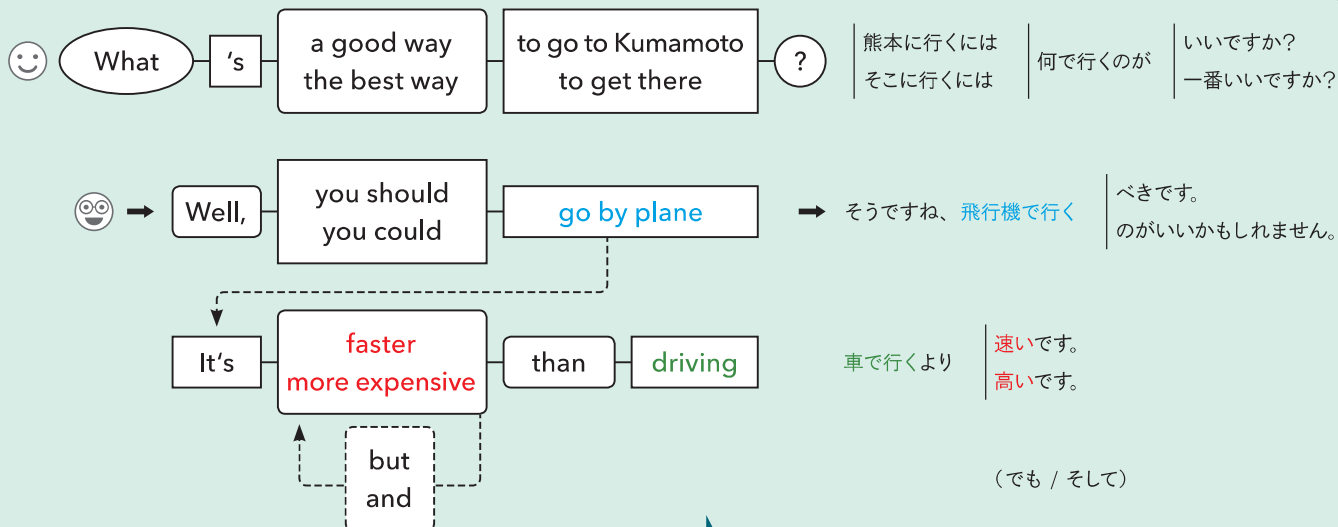 What
's
a good way
the best way
to go to Kumamoto
to get there
?
熊本に行くには
そこに行くには
何で行くのが
いいですか?
一番いいですか?
Well,
you should
you could
go by plane
そうですね、飛行機で行く
べきです。
のがいいかもしれません。
It's
faster
more expensive
than
driving
車で行くより
速いです。
高いです。
but
and
(でも / そして)